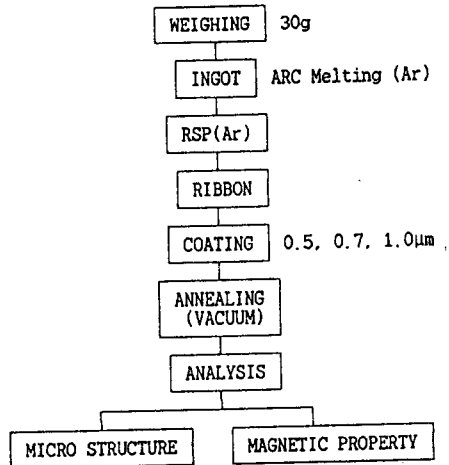 WEIGHING 30g
INGOT ARC Melting (Ar)
RSP(Ar)
RIBBON
COATING 0.5, 0.7, 1.0μm
ANNEALING
(VACUUM)
ANALYSIS
MICRO STRUCTURE MAGNETIC PROPERTY